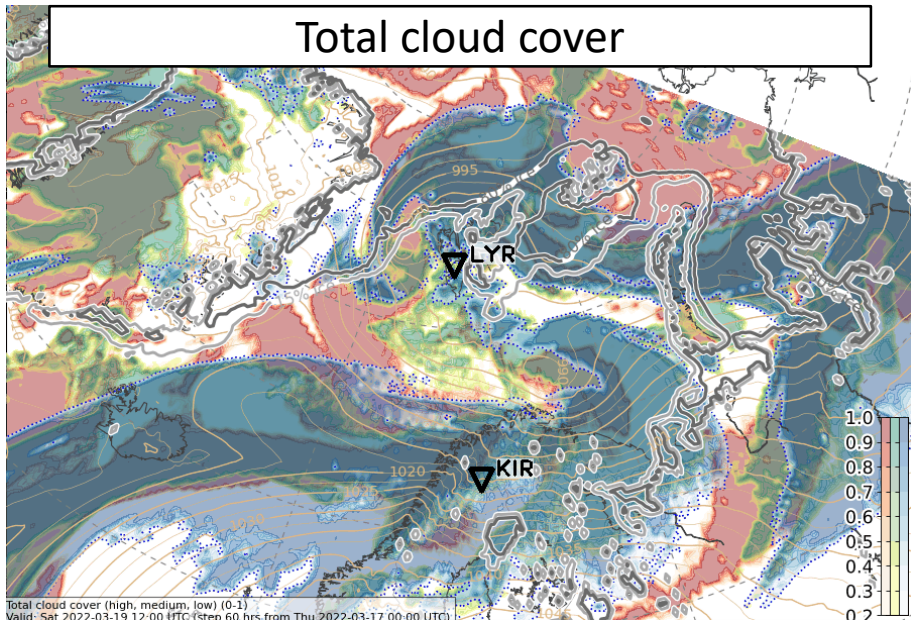 Total cloud cover
995
1015
LYR
KIR
1020
1.0
0.9
0.8
0.7
0.6
0.5
0.4
0.3
0.2
Total cloud cover (high, medium, low) (0-1)
Valid: Sat 2022-03-19 12:00 UTC (step 60 hrs from Thu 2022-03-17 00:00 UTC)